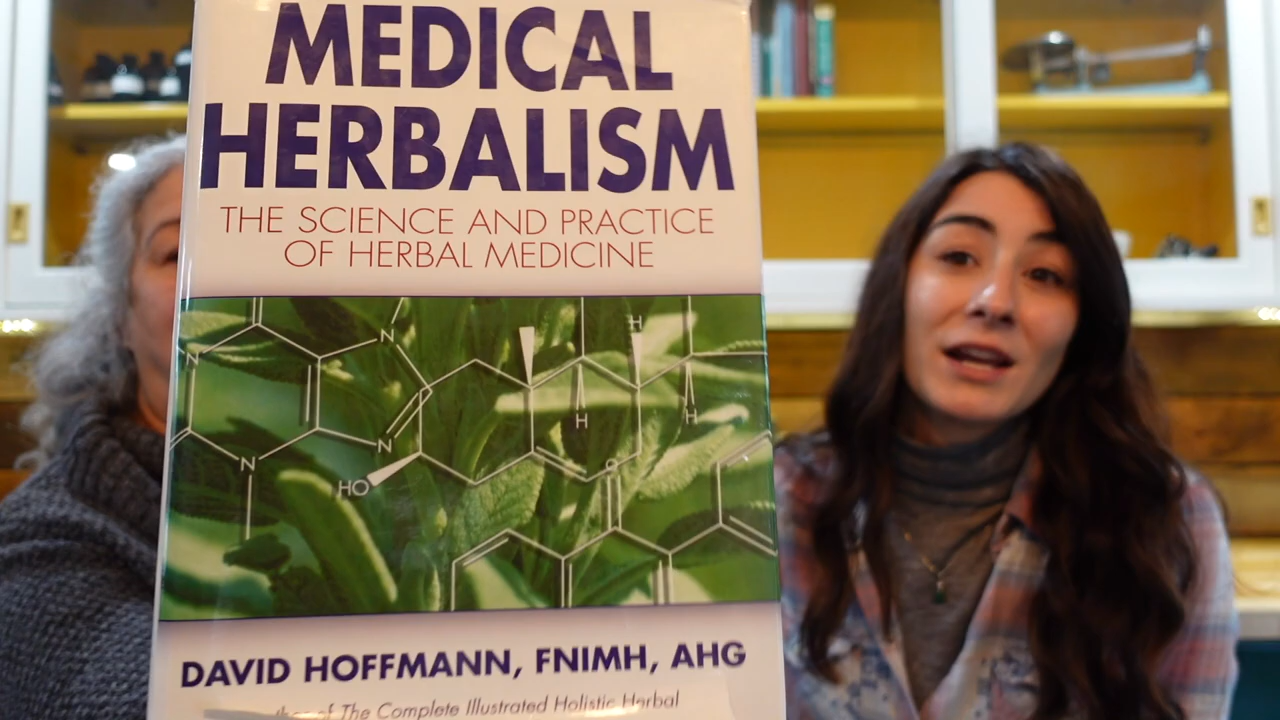 MEDICAL
HERBALISM
THE SCIENCE AND PRACTICE
OF HERBAL MEDICINE
N
H
N
H
H
N
HO
O
DAVID HOFFMANN, FNIMH, AHG
of The Complete Illustrated Holistic Herbal